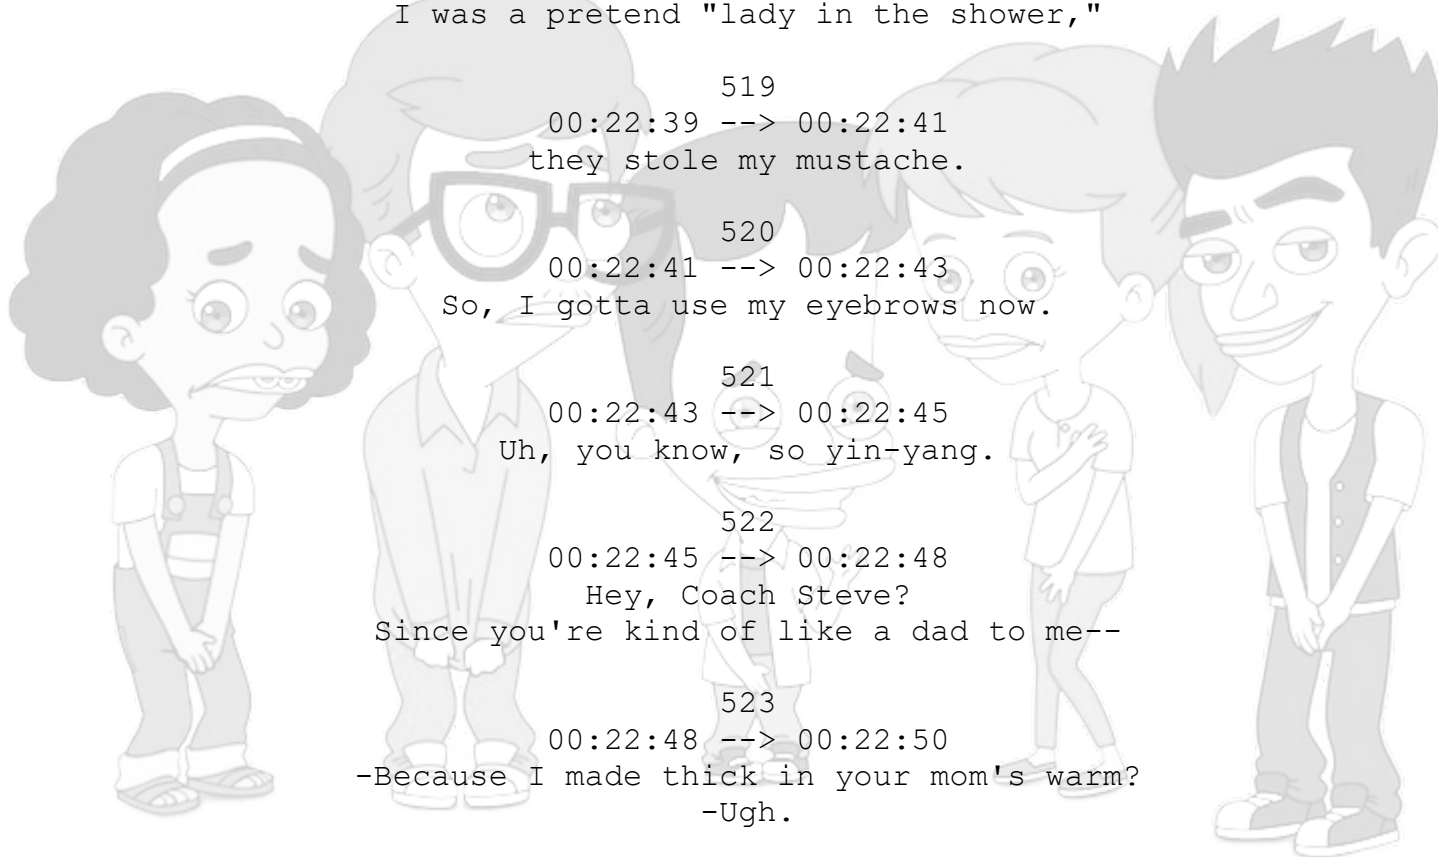 I was a pretend "lady in the shower,"
519
00:22:39 --> 00:22:41
they stole my mustache.
520
00:22:41 --> 00:22:43
So, I gotta use my eyebrows now.
521
00:22:43 --> 00:22:45
Uh, you know, so yin-yang.
522
00:22:45 --> 00:22:48
Hey, Coach Steve?
Since you're kind of like a dad to me--
523
00:22:48 --> 00:22:50
-Because I made thick in your mom's warm?
-Ugh.